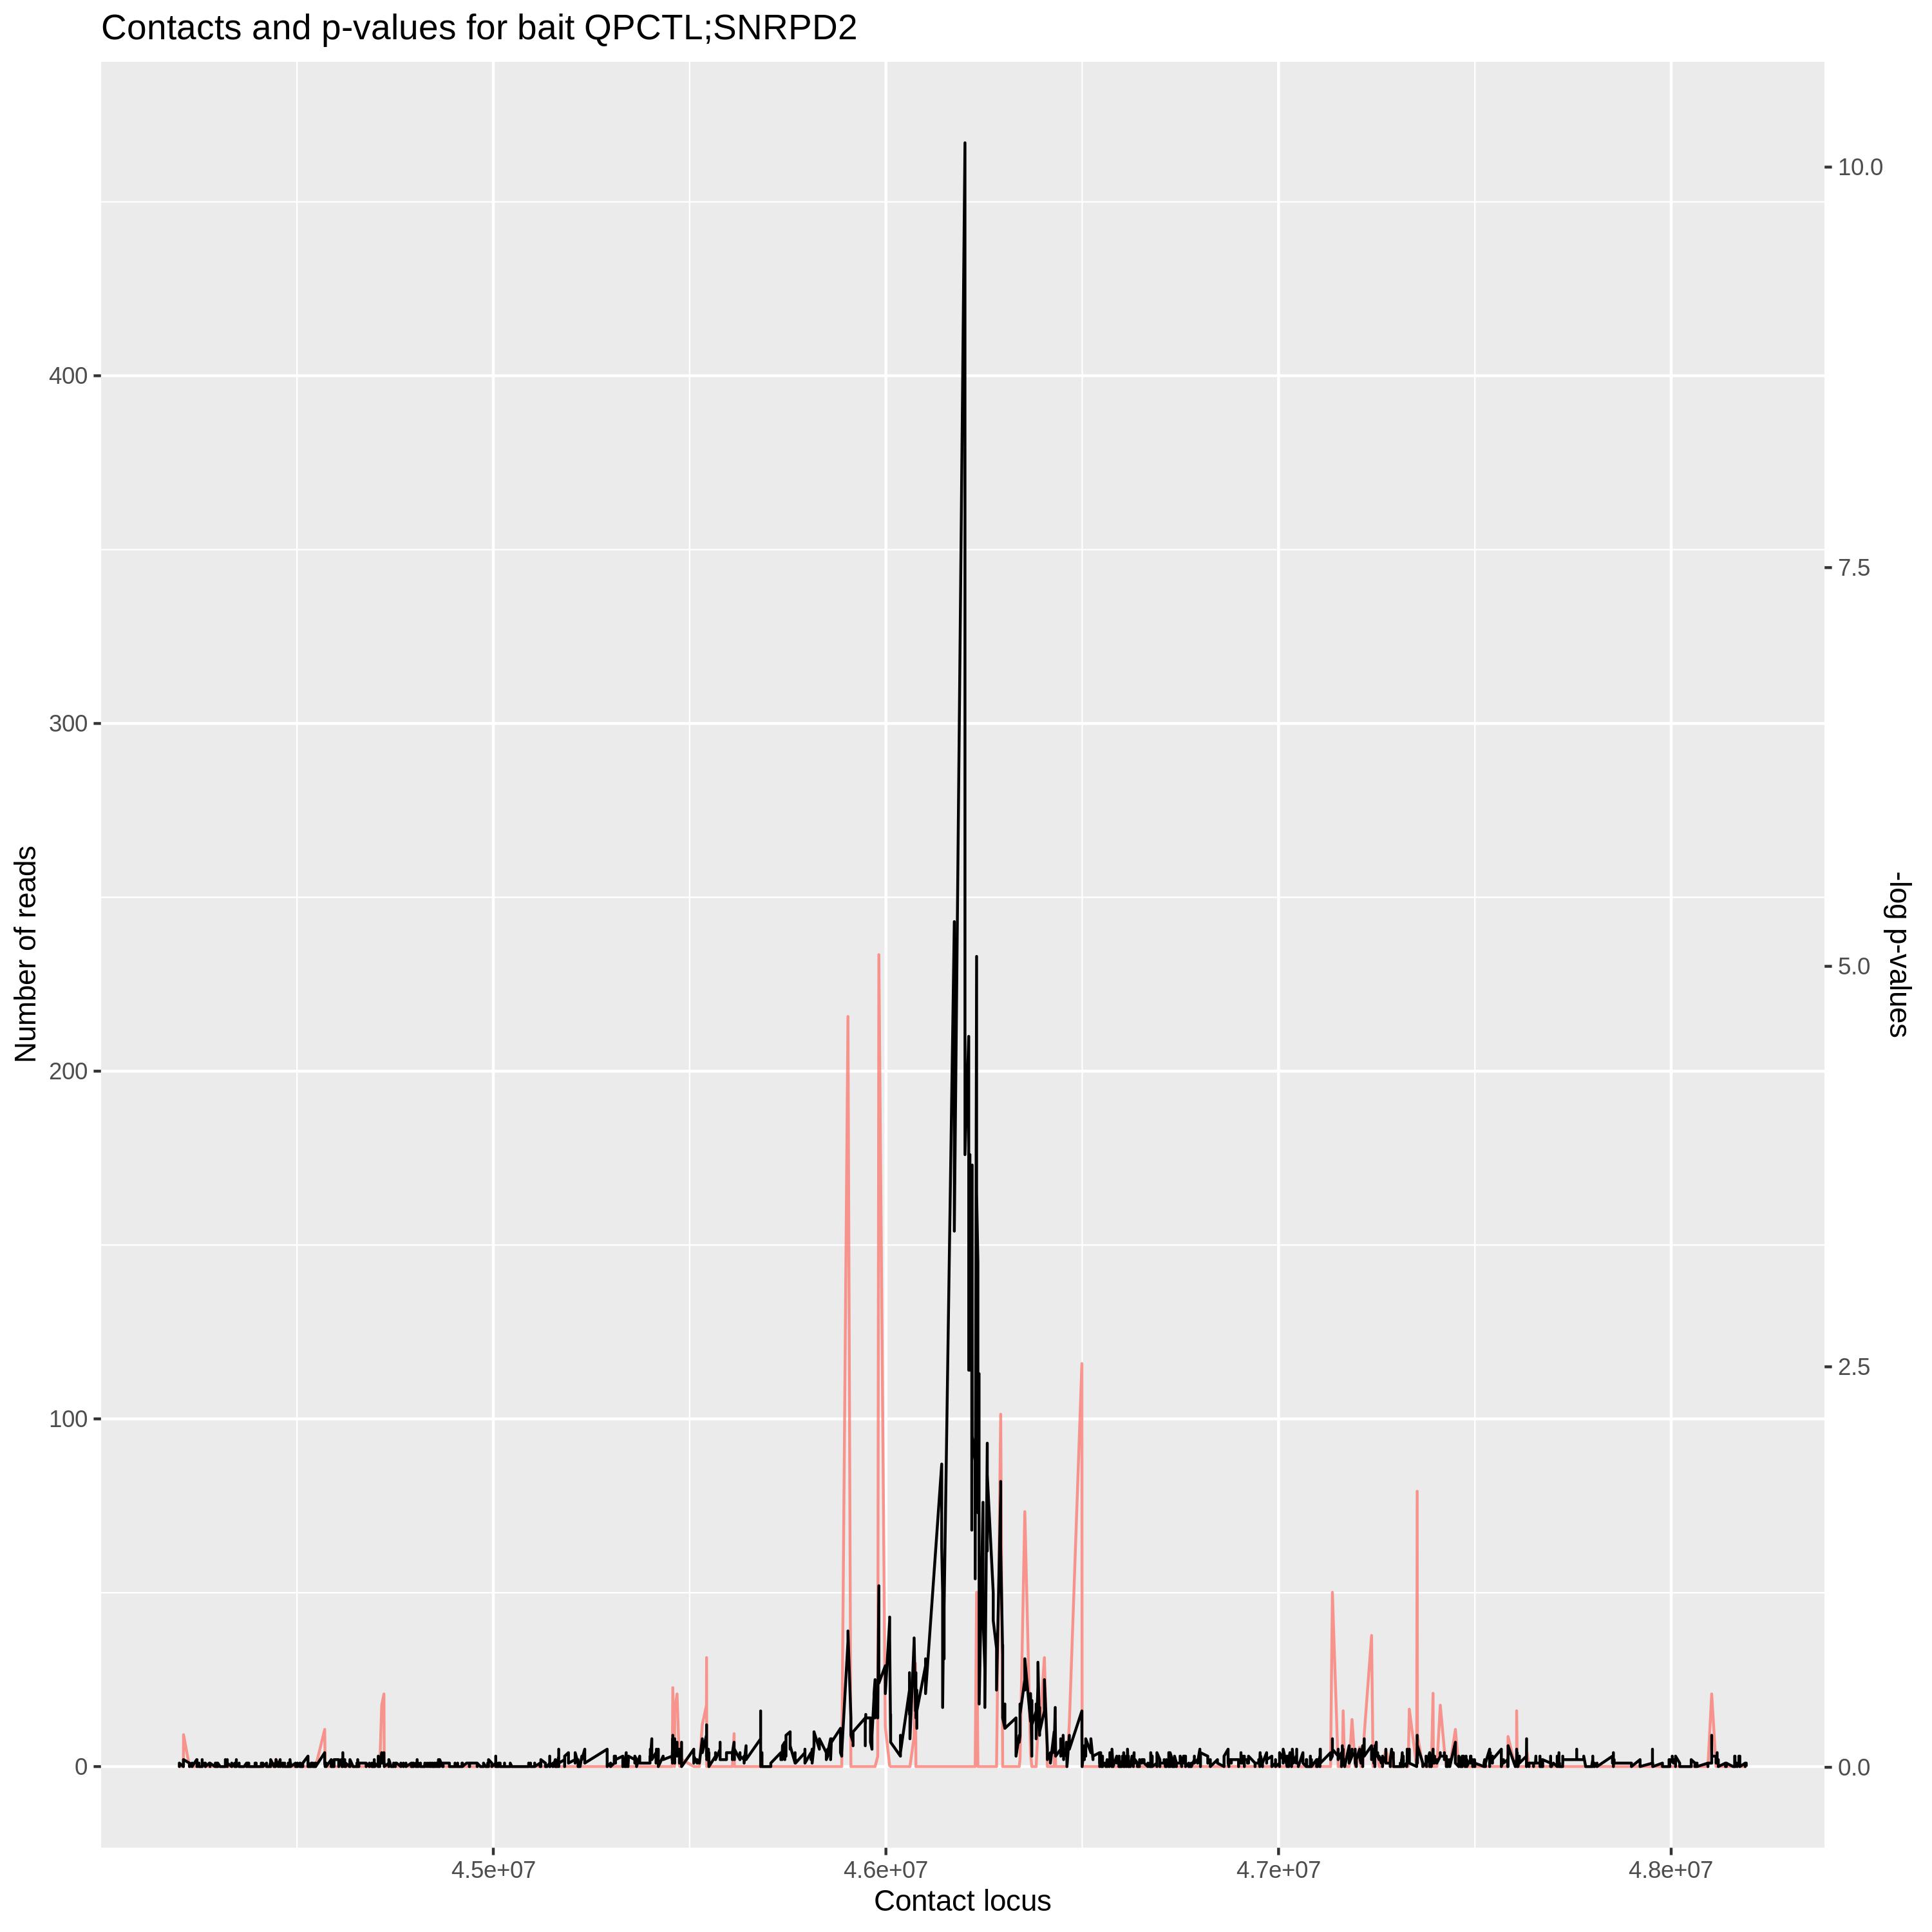 Contacts and p-values for bait QPCTL;SNRPD2
Number of reads
400
300
200
100
0
10.0
7.5
5.0
2.5
0.0
-log p-values
4.5e+07
4.6e+07
4.7e+07
4.8e+07
Contact locus